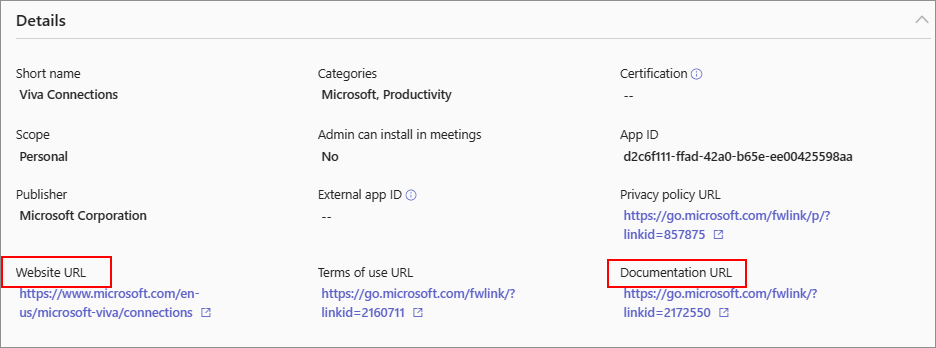 Details
Short name
Viva Connections
Categories
Microsoft, Productivity
Certification
--
Scope
Personal
Admin can install in meetings
No
App ID
d2c6f111-ffad-42a0-b65e-ee00425598aa
Publisher
Microsoft Corporation
External app ID
--
Privacy policy URL
https://go.microsoft.com/fwlink/p/?
linkid=857875
Website URL
https://www.microsoft.com/en-
us/microsoft-viva/connections
Terms of use URL
https://go.microsoft.com/fwlink/?
linkid=2160711
Documentation URL
https://go.microsoft.com/fwlink/?
linkid=2172550